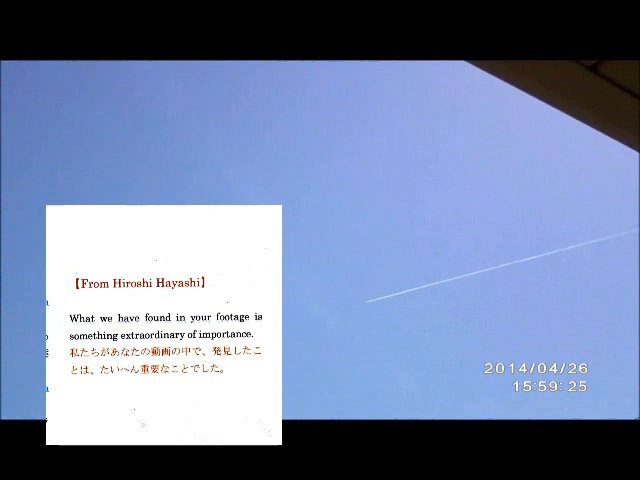 【From Hiroshi Hayashi】
What we have found in your footage is
something extraordinary of importance.
私たちがあなたの動画の中で、発見したこ
とは、たいへん重要なことでした。
2014/04/26
15:59:25